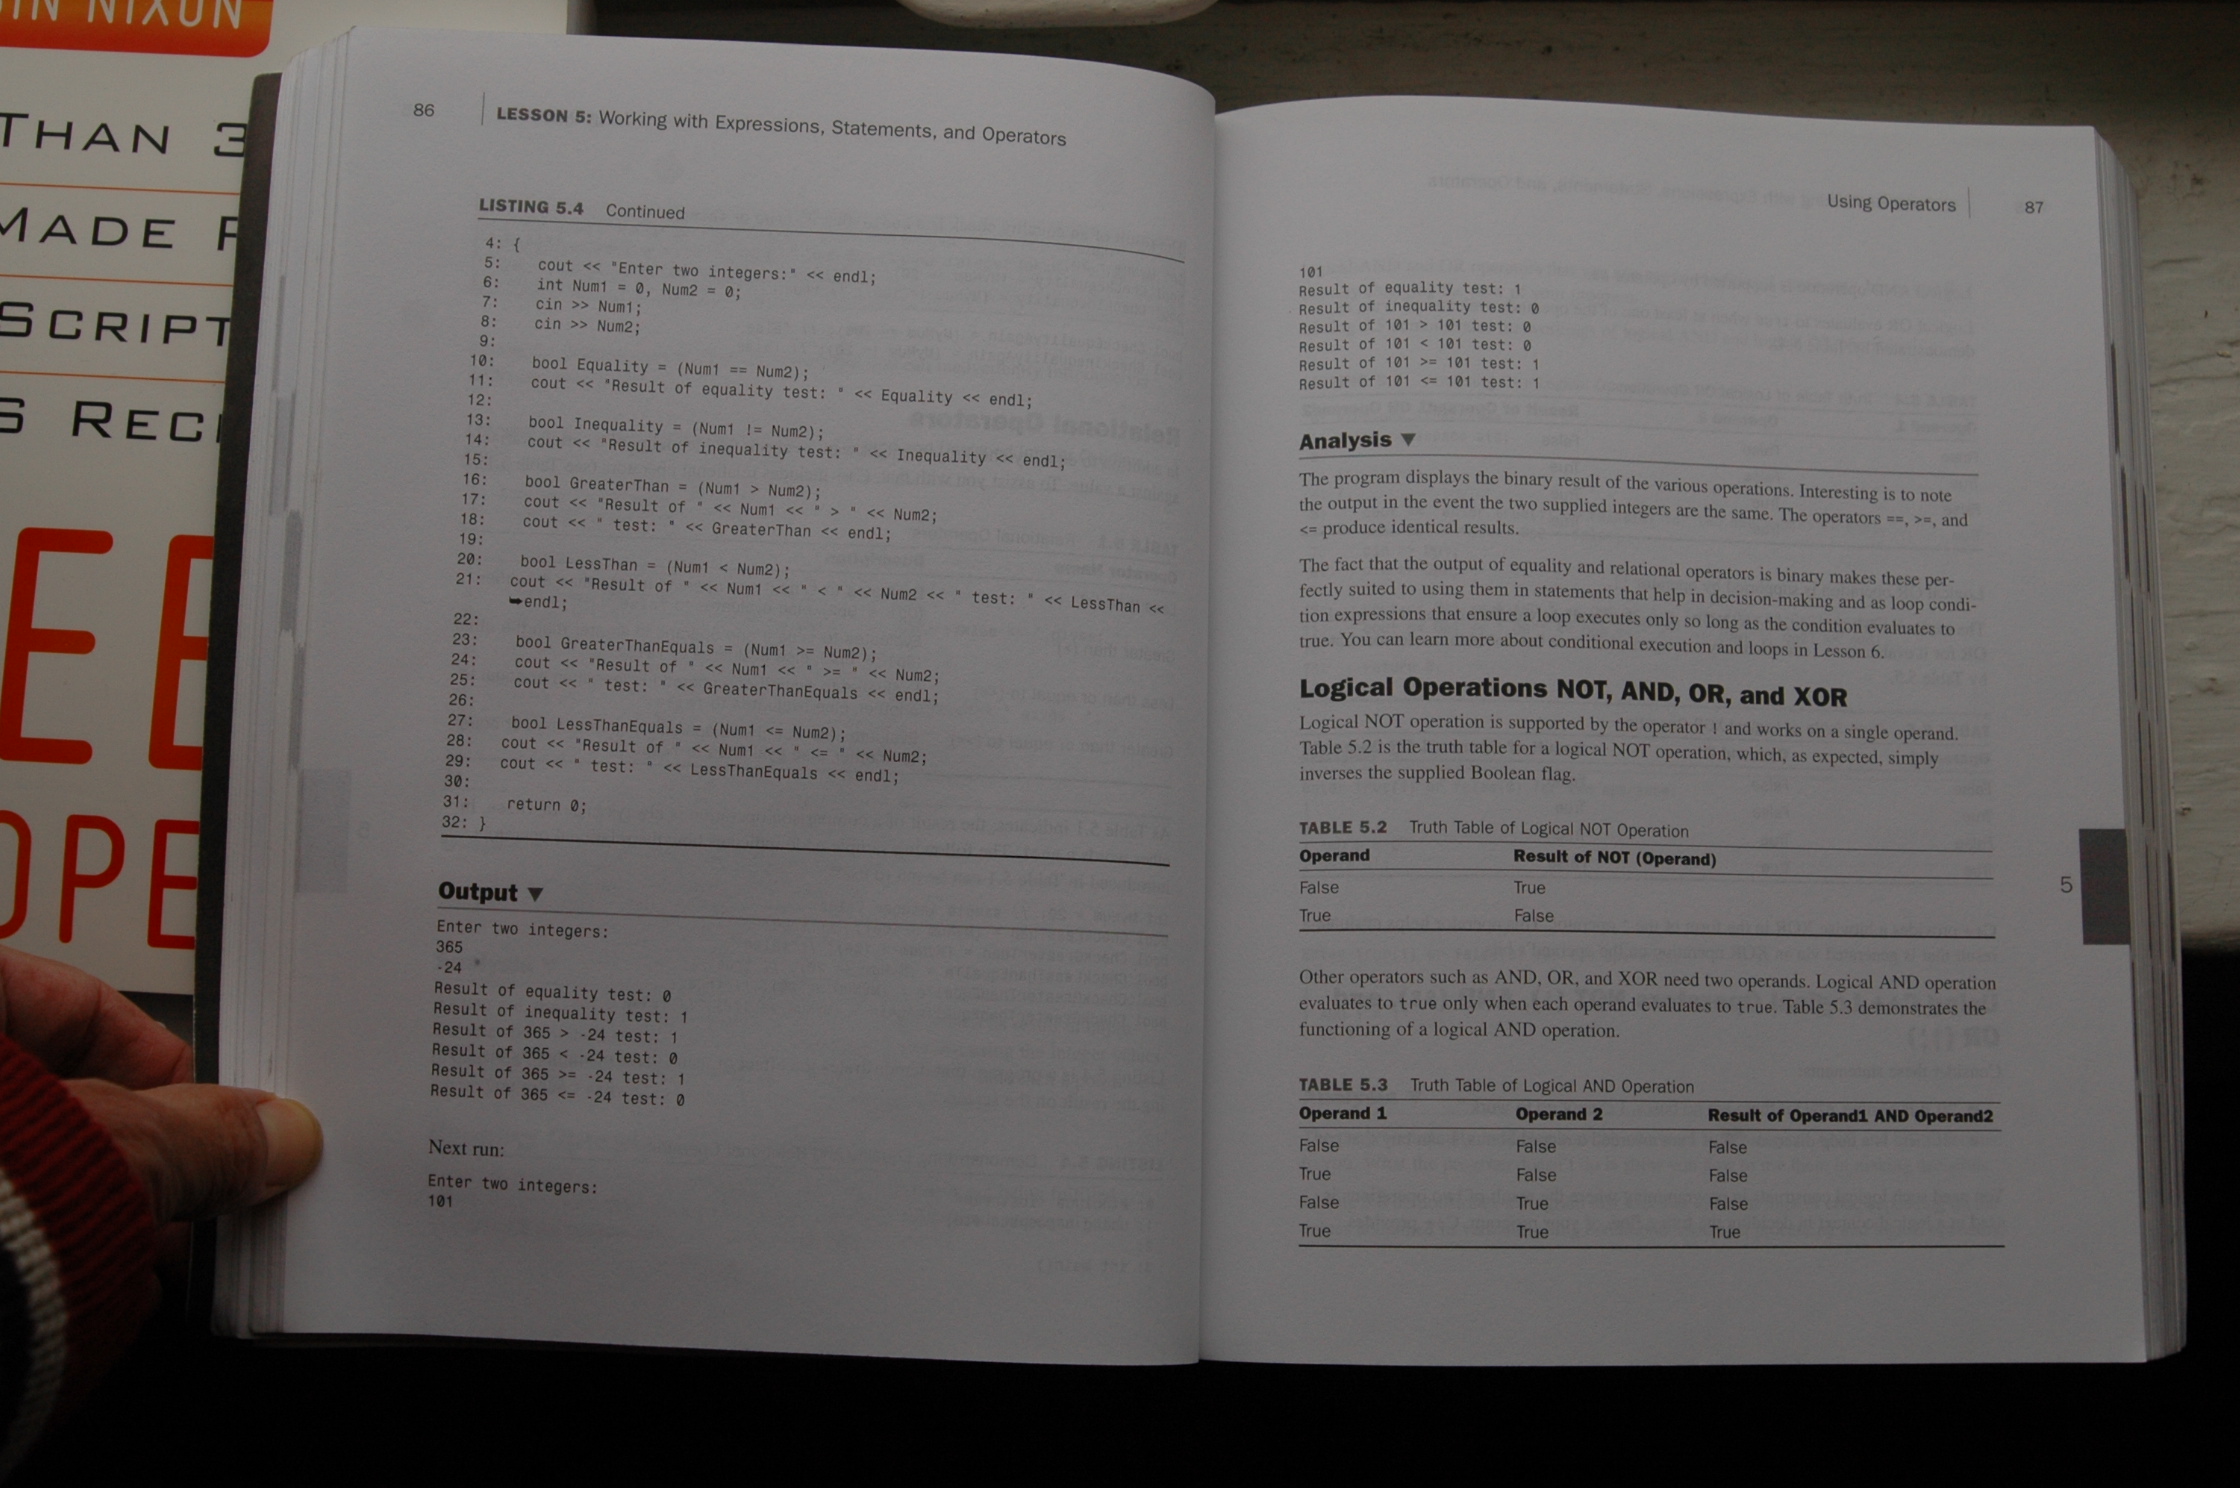 IN NIXON
THAN 3
MADE F
SCRIPT
S RECI
EE
OPE
86
LESSON 5: Working with Expressions, Statements, and Operators
LISTING 5.4 Continued
4: {
5: cout << "Enter two integers:" << endl;
6: int Num1 = 0, Num2 = 0;
7: cin >> Num1;
8: cin >> Num2;
9:
10: bool Equality = (Num1 == Num2);
11: cout << "Result of equality test: " << Equality << endl;
12:
13: bool Inequality = (Num1 != Num2);
14: cout << "Result of inequality test: " << Inequality << endl;
15:
16: bool GreaterThan = (Num1 > Num2);
17: cout << "Result of " << Num1 << " > " << Num2;
18: cout << " test: " << GreaterThan << endl;
19:
20: bool LessThan = (Num1 < Num2);
21: cout << "Result of " << Num1 << " < " << Num2 << " test: " << LessThan <<
➥endl;
22:
23: bool GreaterThanEquals = (Num1 >= Num2);
24: cout << "Result of " << Num1 << " >= " << Num2;
25: cout << " test: " << GreaterThanEquals << endl;
26:
27: bool LessThanEquals = (Num1 <= Num2);
28: cout << "Result of " << Num1 << " <= " << Num2;
29: cout << " test: " << LessThanEquals << endl;
30:
31: return 0;
32: }
Output ▼
Enter two integers:
365
-24
Result of equality test: 0
Result of inequality test: 1
Result of 365 > -24 test: 1
Result of 365 < -24 test: 0
Result of 365 >= -24 test: 1
Result of 365 <= -24 test: 0
Next run:
Enter two integers:
101
Using Operators
87
101
Result of equality test: 1
Result of inequality test: 0
Result of 101 > 101 test: 0
Result of 101 < 101 test: 0
Result of 101 >= 101 test: 1
Result of 101 <= 101 test: 1
Analysis ▼
The program displays the binary result of the various operations. Interesting is to note
the output in the event the two supplied integers are the same. The operators ==, >=, and
<= produce identical results.
The fact that the output of equality and relational operators is binary makes these per-
fectly suited to using them in statements that help in decision-making and as loop condi-
tion expressions that ensure a loop executes only so long as the condition evaluates to
true. You can learn more about conditional execution and loops in Lesson 6.
Logical Operations NOT, AND, OR, and XOR
Logical NOT operation is supported by the operator ! and works on a single operand.
Table 5.2 is the truth table for a logical NOT operation, which, as expected, simply
inverses the supplied Boolean flag.
TABLE 5.2 Truth Table of Logical NOT Operation
Operand Result of NOT (Operand)
False True
True False
5
Other operators such as AND, OR, and XOR need two operands. Logical AND operation
evaluates to true only when each operand evaluates to true. Table 5.3 demonstrates the
functioning of a logical AND operation.
TABLE 5.3 Truth Table of Logical AND Operation
Operand 1 Operand 2 Result of Operand1 AND Operand2
False False False
True False False
False True False
True True True